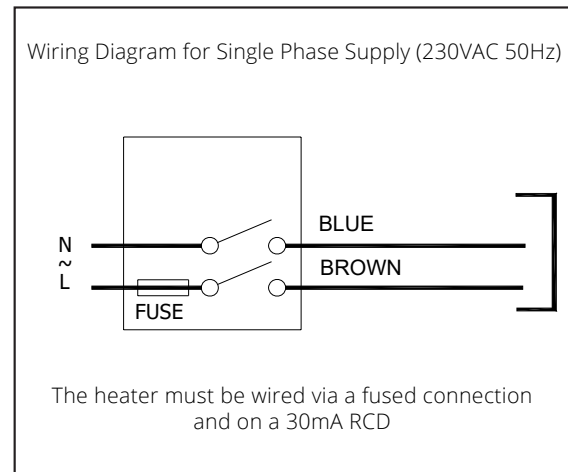 Wiring Diagram for Single Phase Supply (230VAC 50Hz)
BLUE
N
~
BROWN
L
FUSE
The heater must be wired via a fused connection
and on a 30mA RCD